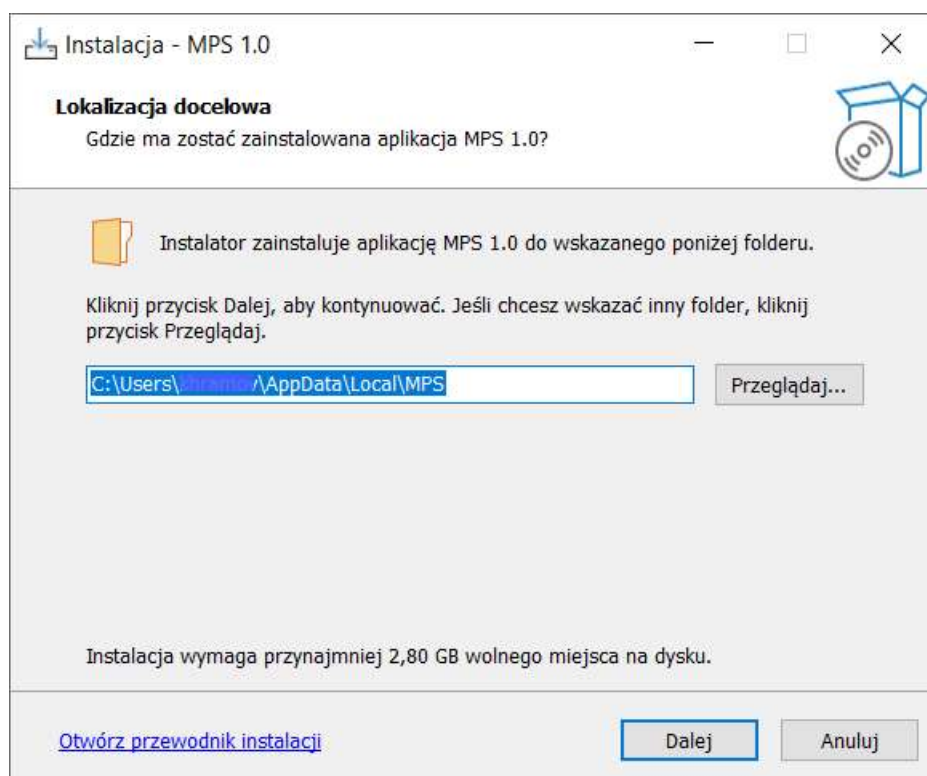 Instalacja - MPS 1.0
Lokalizacja docelowa
Gdzie ma zostać zainstalowana aplikacja MPS 1.0?
Instalator zainstaluje aplikację MPS 1.0 do wskazanego poniżej folderu.
Kliknij przycisk Dalej, aby kontynuować. Jeśli chcesz wskazać inny folder, kliknij
przycisk Przeglądaj.
C:\Users\ \AppData\Local\MPS
Przeglądaj...
Instalacja wymaga przynajmniej 2,80 GB wolnego miejsca na dysku.
Otwórz przewodnik instalacji
Dalej
Anuluj